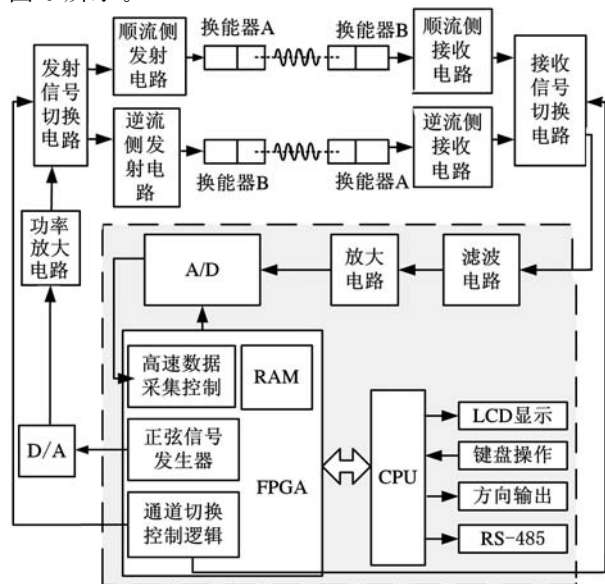 图 所示。
顺流侧
发射
电路
换能器A
换能器B
顺流侧
接收
电路
发射
信号
切换
电路
接收
信号
切换
电路
逆流
侧发
射电
路
换能器B
换能器A
逆流侧
接收
电路
功率
放大
电路
A/D
放大
电路
滤波
电路
高速数据
采集控制
RAM
正弦信号
发生器
D/A
FPGA
通道切换
控制逻辑
CPU
LCD显示
键盘操作
方向输出
RS-485